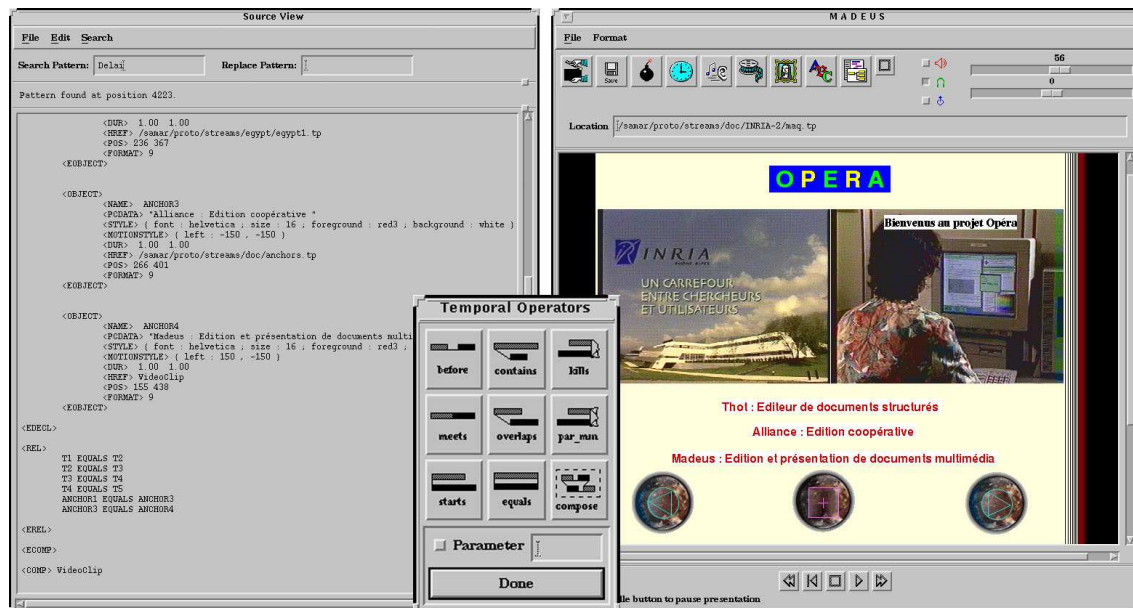 Source View
File Edit Search
Search Pattern: Delai Replace Pattern:
Pattern found at position 4223.
<DUR> 1.00 1.00
<HREF> /samar/proto/streams/egypt/egypt1.tp
<POS> 236 367
<FORMAT> 9
<EOBJECT>
<OBJECT>
<NAME> ANCHOR3
<PCDATA> "Alliance : Edition coopérative "
<STYLE> ( font : helvetica ; size : 16 ; foreground : red3 ; background : white )
<MOTIONSTYLE> ( left : -150 , -150 )
<DUR> 1.00 1.00
<HREF> /samar/proto/streams/doc/anchors.tp
<POS> 266 401
<FORMAT> 9
<EOBJECT>
<OBJECT>
<NAME> ANCHOR4
<PCDATA> "Madeus : Edition et présentation de documents multi
<STYLE> ( font : helvetica ; size : 16 ; foreground : red3 ;
<MOTIONSTYLE> ( left : 150 , -150 )
<DUR> 1.00 1.00
<HREF> VideoClip
<POS> 155 438
<FORMAT> 9
<EOBJECT>
<EDECL>
<REL>
T1 EQUALS T2
T2 EQUALS T3
T3 EQUALS T4
T4 EQUALS T5
ANCHOR1 EQUALS ANCHOR3
ANCHOR3 EQUALS ANCHOR4
<EREL>
<ECOMP>
<COMP> VideoClip
Temporal Operators
before contains kills
meets overlaps par_min
starts equals compose
Parameter
Done
MADEUS
File Format
Save
56
0
Location /samar/proto/streams/doc/INRIA-2/maq.tp
OPERA
Bienvenus au projet Opéra
INRIA
RHÔNE-ALPES
UN CARREFOUR
ENTRE CHERCHEURS
ET UTILISATEURS
Thot : Editeur de documents structurés
Alliance : Edition coopérative
Madeus : Edition et présentation de documents multimédia
lle button to pause presentation